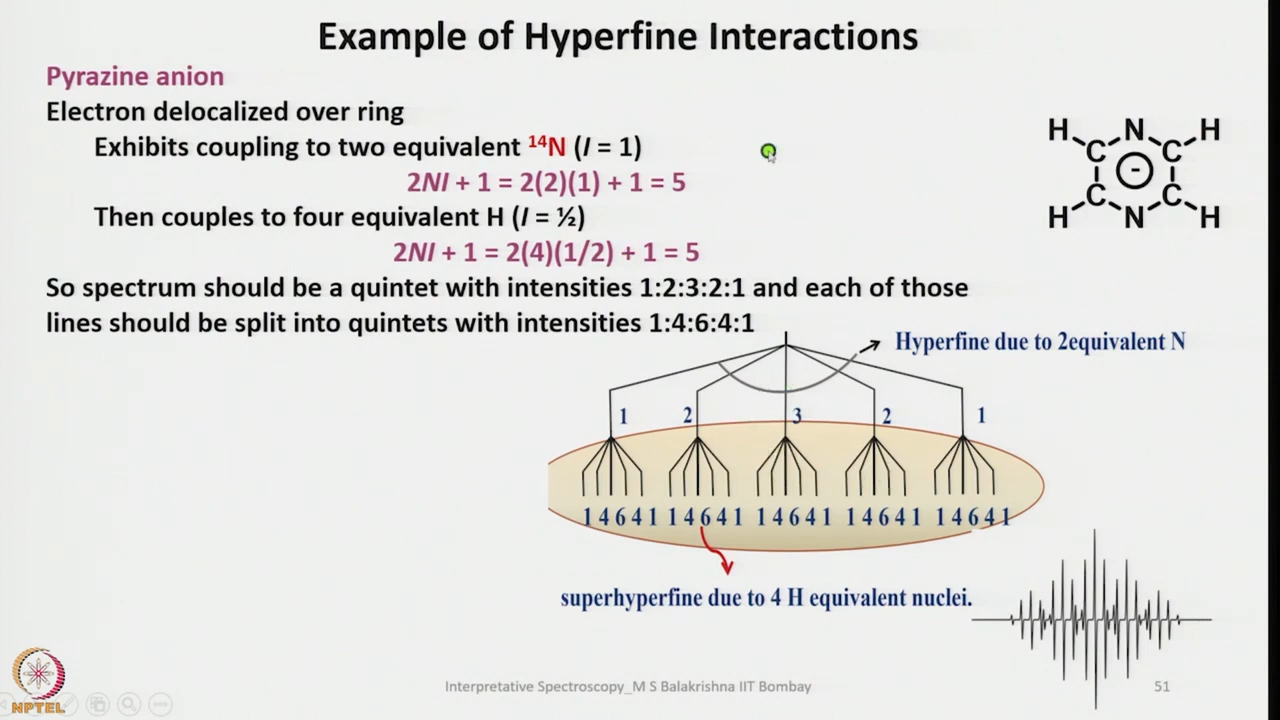 Example of Hyperfine Interactions
Pyrazine anion
Electron delocalized over ring
Exhibits coupling to two equivalent ¹⁴N (I = 1)
2NI + 1 = 2(2)(1) + 1 = 5
Then couples to four equivalent H (I = ½)
2NI + 1 = 2(4)(1/2) + 1 = 5
So spectrum should be a quintet with intensities 1:2:3:2:1 and each of those
lines should be split into quintets with intensities 1:4:6:4:1
H N H
C C
-
C C
H N H
Hyperfine due to 2equivalent N
1 2 3 2 1
1 4 6 4 1 1 4 6 4 1 1 4 6 4 1 1 4 6 4 1 1 4 6 4 1
superhyperfine due to 4 H equivalent nuclei.
NPTEL
Interpretative Spectroscopy_M S Balakrishna IIT Bombay
51